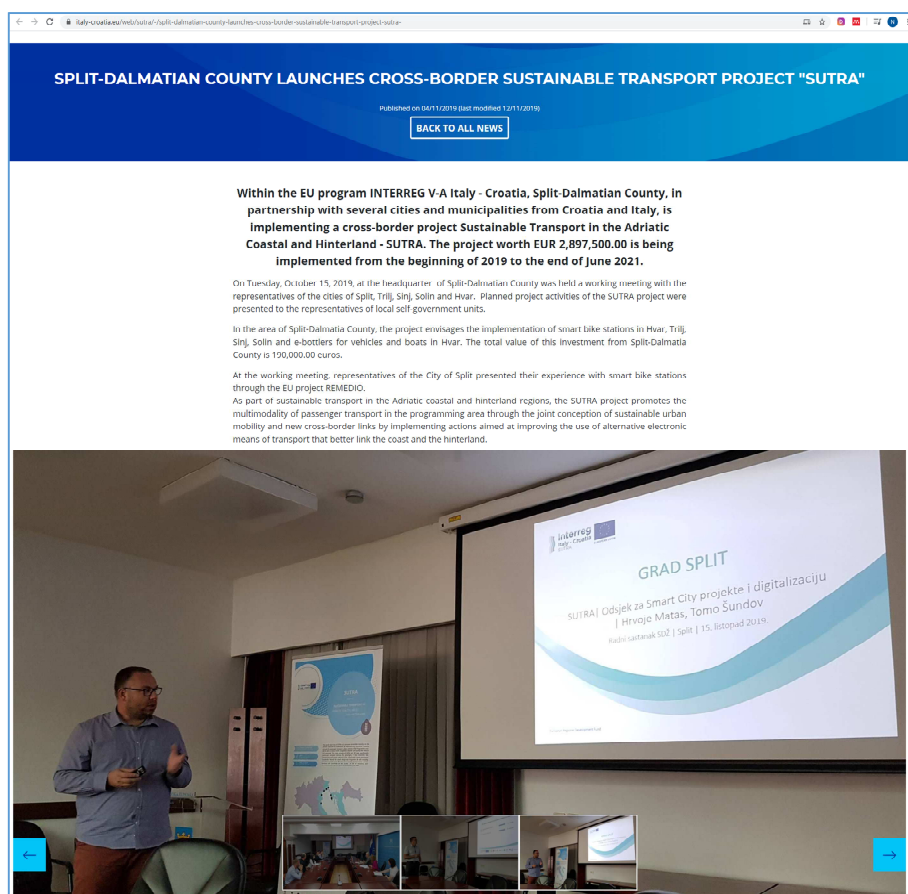 italy-croatia.eu/web/sutra/-/split-dalmatian-county-launches-cross-border-sustainable-transport-project-sutra-
N
SPLIT-DALMATIAN COUNTY LAUNCHES CROSS-BORDER SUSTAINABLE TRANSPORT PROJECT "SUTRA"
Published on 04/11/2019 (last modified 12/11/2019)
BACK TO ALL NEWS
Within the EU program INTERREG V-A Italy - Croatia, Split-Dalmatian County, in
partnership with several cities and municipalities from Croatia and Italy, is
implementing a cross-border project Sustainable Transport in the Adriatic
Coastal and Hinterland - SUTRA. The project worth EUR 2,897,500.00 is being
implemented from the beginning of 2019 to the end of June 2021.
On Tuesday, October 15, 2019, at the headquarter of Split-Dalmatian County was held a working meeting with the
representatives of the cities of Split, Trilj, Sinj, Solin and Hvar. Planned project activities of the SUTRA project were
presented to the representatives of local self-government units.
In the area of Split-Dalmatia County, the project envisages the implementation of smart bike stations in Hvar, Trilj,
Sinj, Solin and e-bottlers for vehicles and boats in Hvar. The total value of this investment from Split-Dalmatia
County is 190,000.00 euros.
At the working meeting, representatives of the City of Split presented their experience with smart bike stations
through the EU project REMEDIO.
As part of sustainable transport in the Adriatic coastal and hinterland regions, the SUTRA project promotes the
multimodality of passenger transport in the programming area through the joint conception of sustainable urban
mobility and new cross-border links by implementing actions aimed at improving the use of alternative electronic
means of transport that better link the coast and the hinterland.
Interreg
Italy - Croatia
GRAD SPLIT
SUTRA| Odsjek za Smart City projekte i digitalizaciju
| Hrvoje Matas, Tomo Šundov
Radni sastanak SDŽ | Split | 15. listopad 2019.
SUTRA